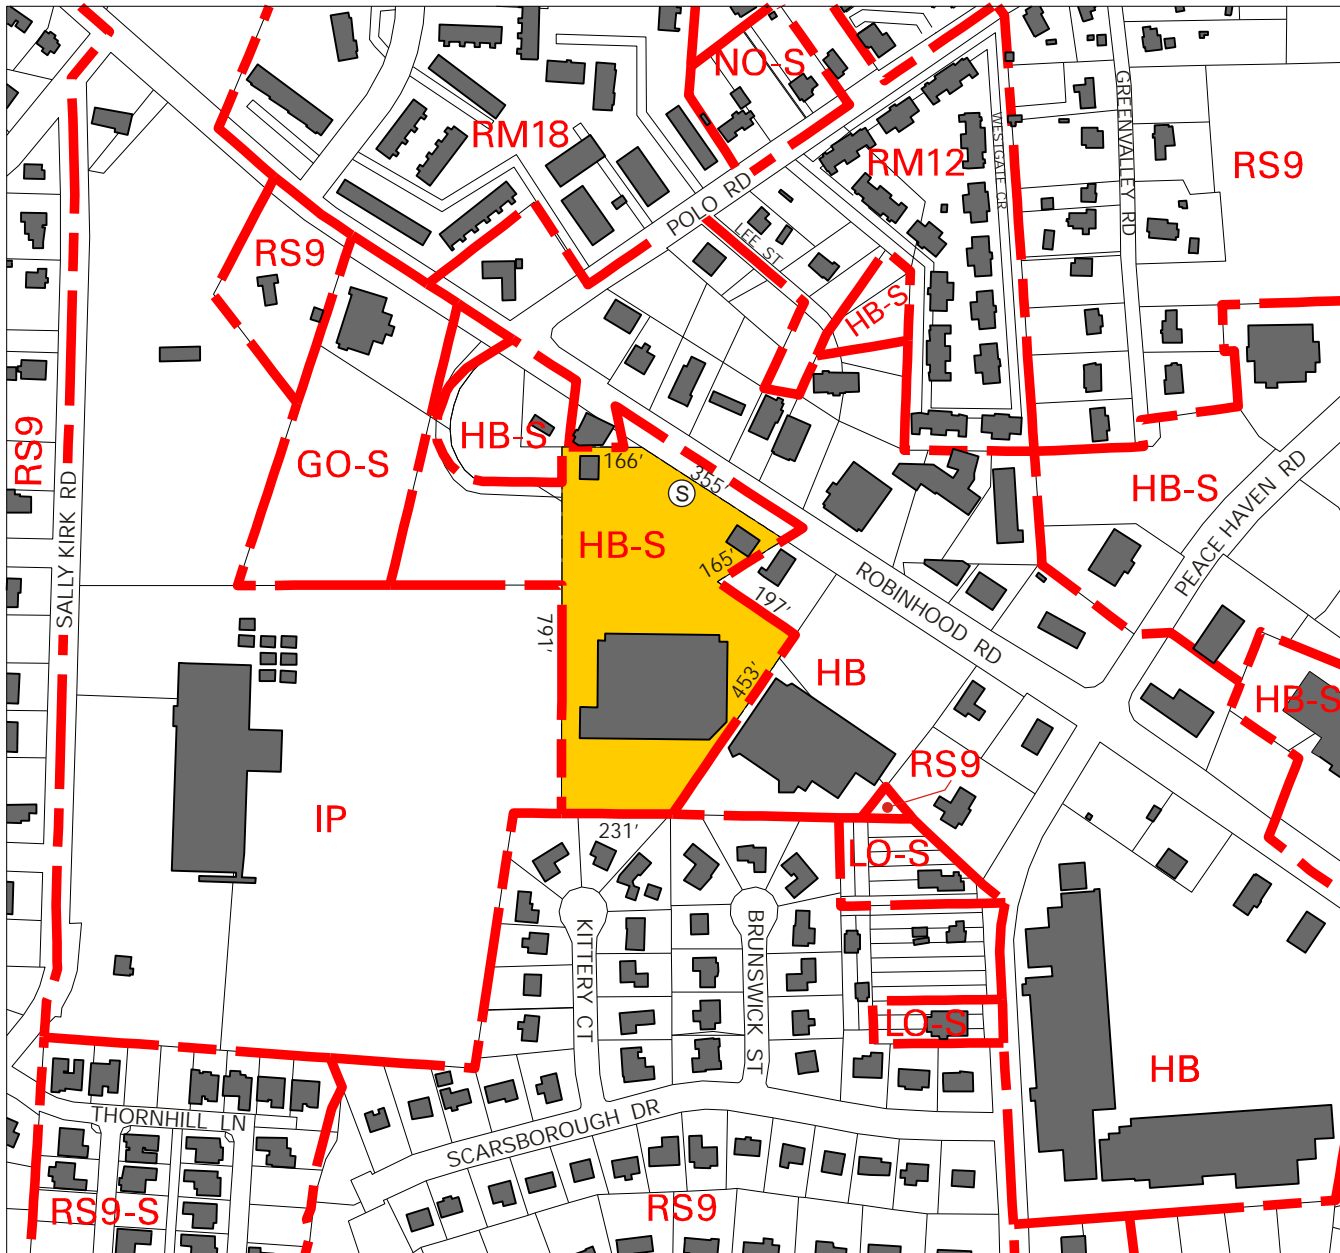 NO-S
RM18
RM12
WESTGATE CR
GREENVALLEY RD
RS9
POLO RD
LEE ST
RS9
HB-S
RS9
GO-S
HB-S
166'
355'
S
HB-S
165'
197'
HB-S
PEACE HAVEN RD
ROBINHOOD RD
SALLY KIRK RD
791'
453'
HB
HB-S
RS9
IP
231'
LO-S
KITTERY CT
BRUNSWICK ST
LO-S
HB
THORNHILL LN
SCARSBOROUGH DR
RS9-S
RS9